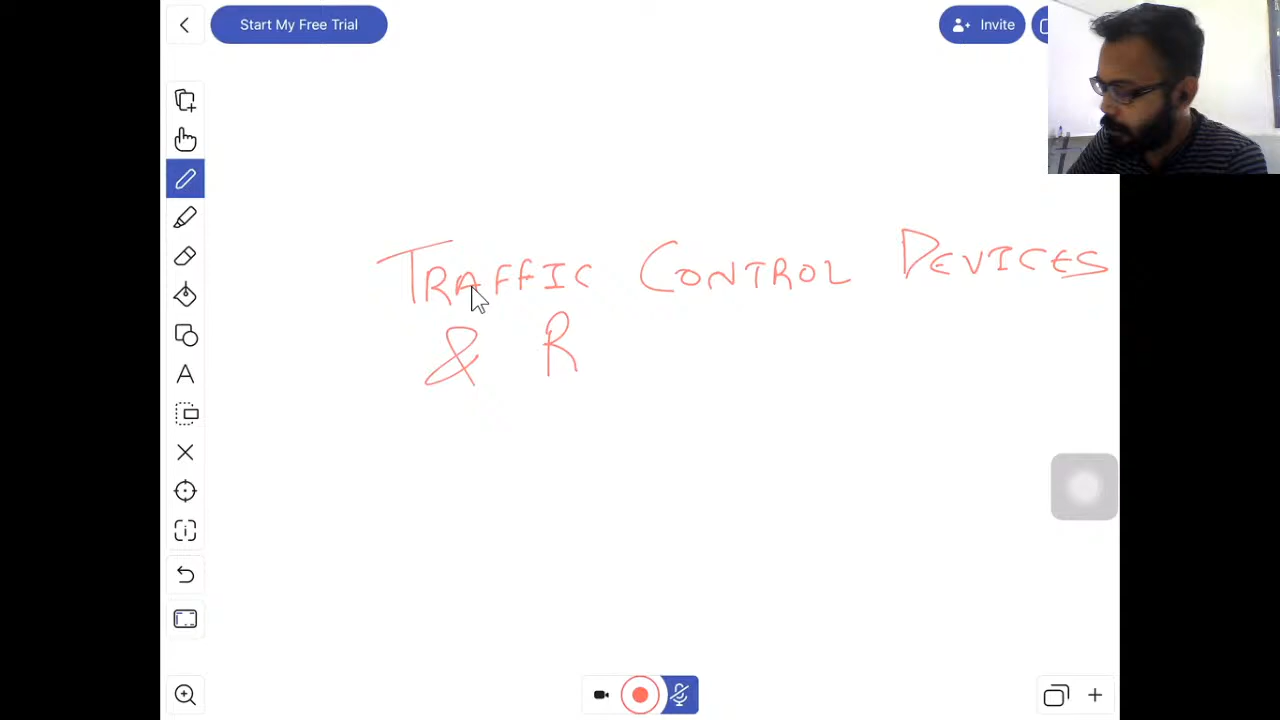 Start My Free Trial
Invite
TRAFFIC CONTROL DEVICES
& R
A